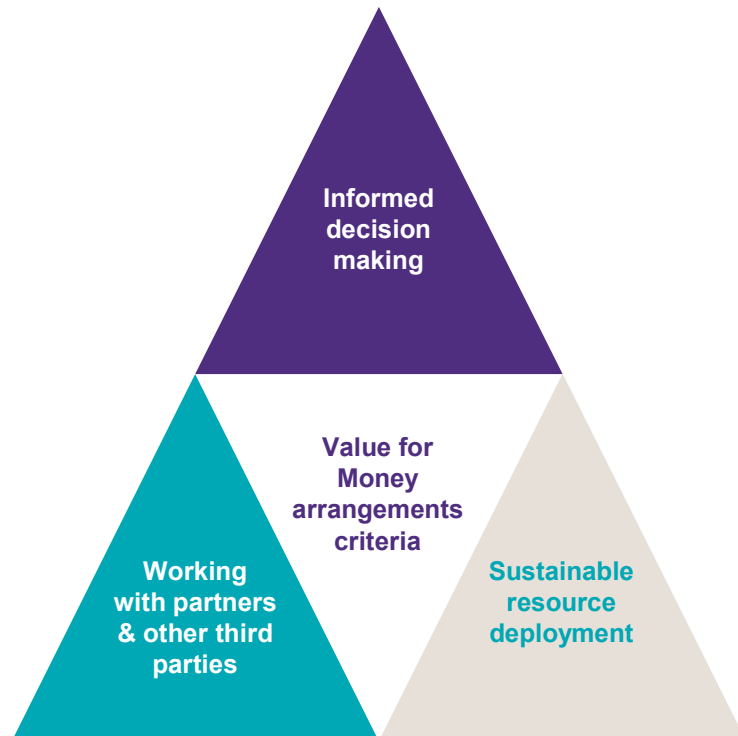 Informed
decision
making
Value for
Money
arrangements
criteria
Working
with partners
& other third
parties
Sustainable
resource
deployment